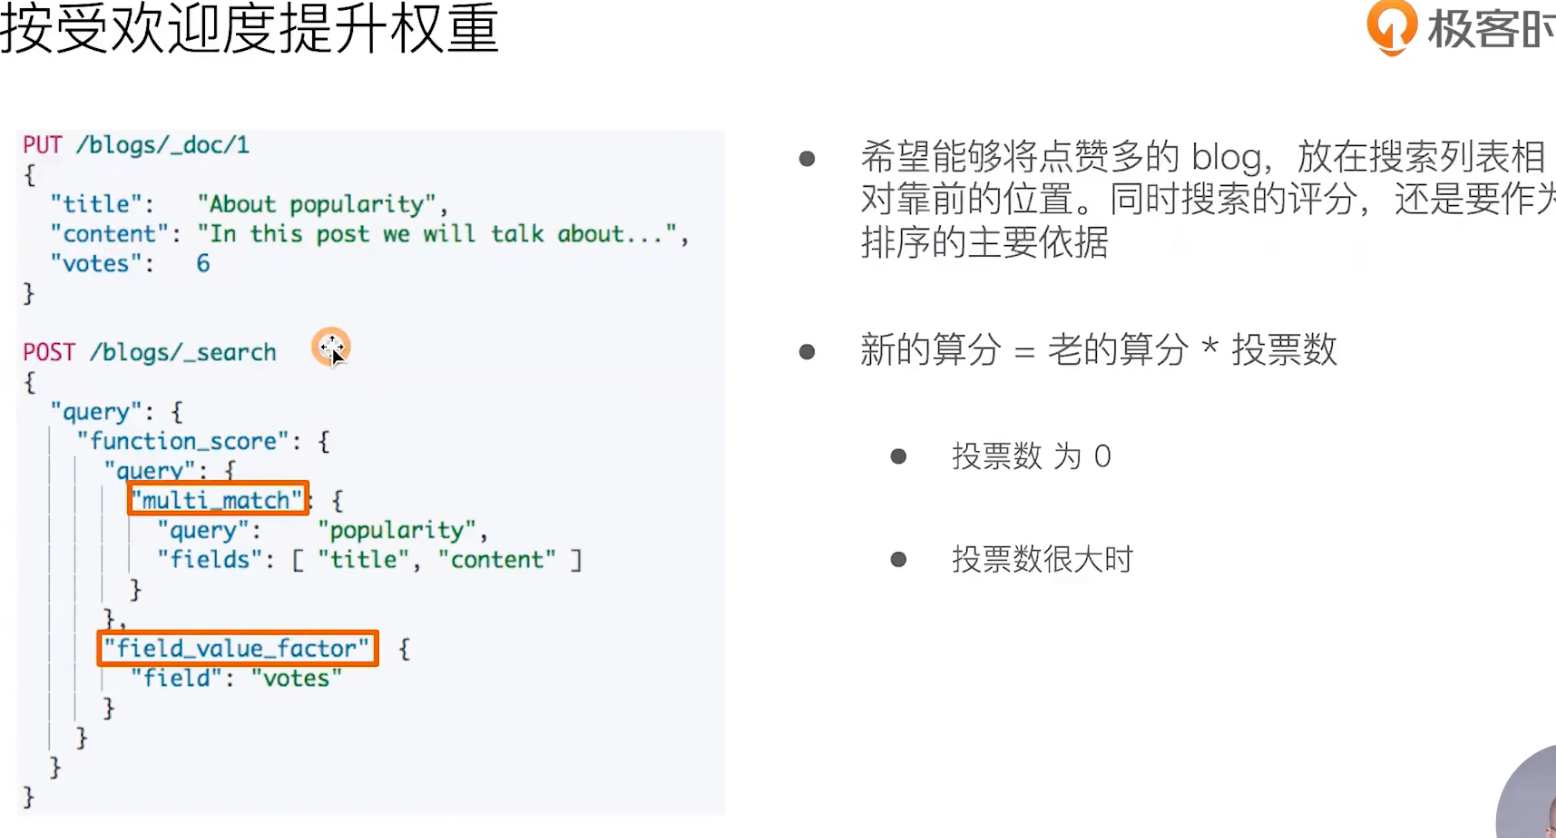 按受欢迎度提升权重
极客时
PUT /blogs/_doc/1
{
"title": "About popularity",
"content": "In this post we will talk about...",
"votes": 6
}
POST /blogs/_search
{
"query": {
"function_score": {
"query": {
"multi_match": {
"query": "popularity",
"fields": [ "title", "content" ]
}
},
"field_value_factor" {
"field": "votes"
}
}
}
}
希望能够将点赞多的 blog，放在搜索列表相
对靠前的位置。同时搜索的评分，还是要作为
排序的主要依据
新的算分 = 老的算分 * 投票数
投票数 为 0
投票数很大时